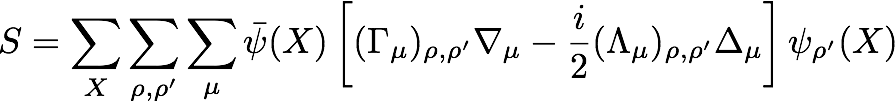 S = \sum_{X} \sum_{\rho,\rho'} \sum_{\mu} \bar{\psi}(X) \left[ (\Gamma_{\mu})_{\rho,\rho'} \nabla_{\mu} - \frac{i}{2} (\Lambda_{\mu})_{\rho,\rho'} \Delta_{\mu} \right] \psi_{\rho'}(X)